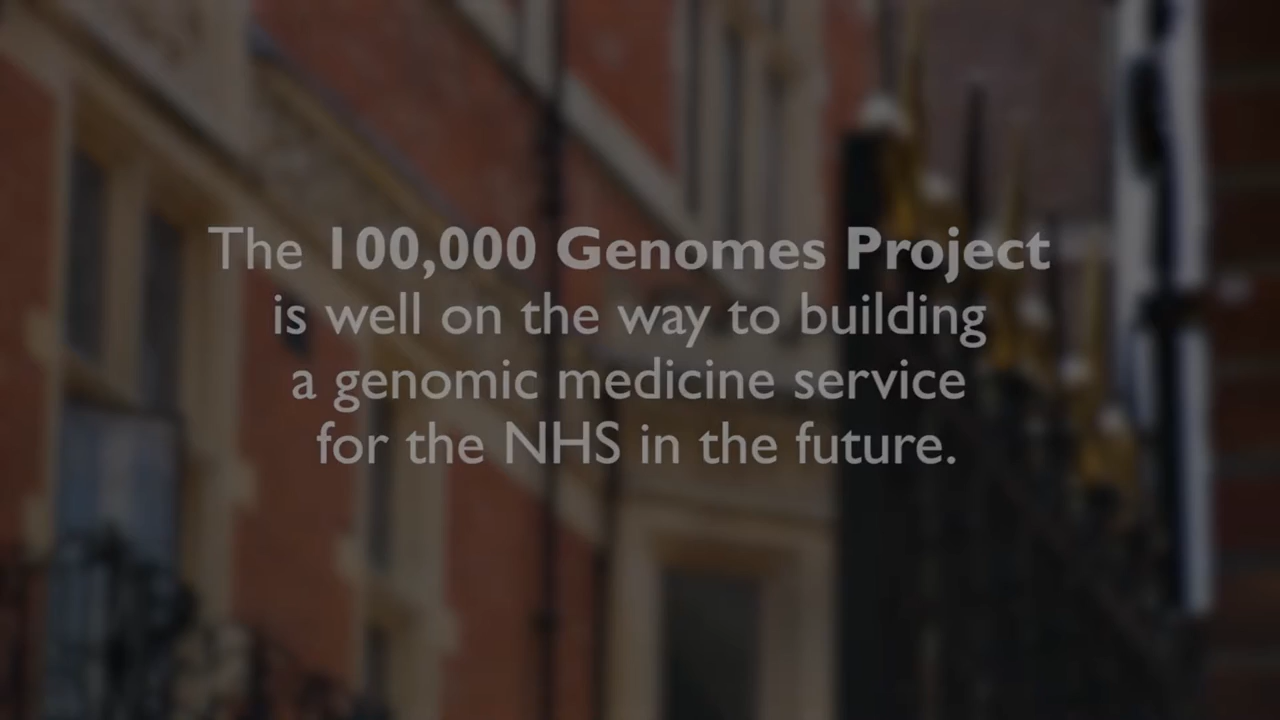 The 100,000 Genomes Project
is well on the way to building
a genomic medicine service
for the NHS in the future.